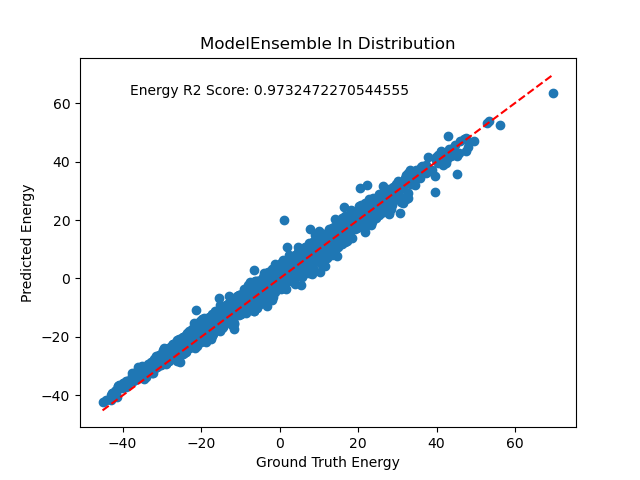 ModelEnsemble In Distribution
Energy R2 Score: 0.9732472270544555
60
40
20
0
−20
−40
Predicted Energy
−40 −20 0 20 40 60
Ground Truth Energy